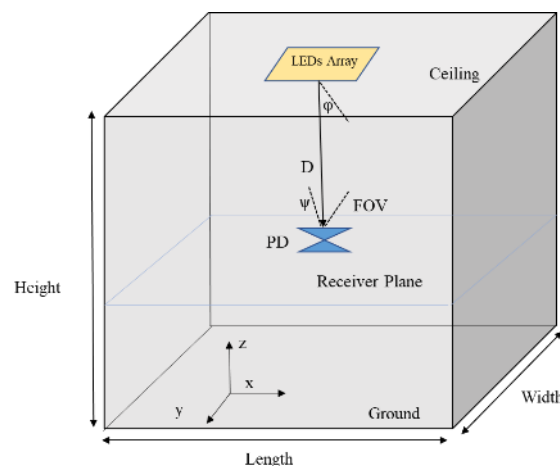 LEDs Array
Ceiling
φ
D
ψ
FOV
PD
Height
Receiver Plane
z
x
y
Ground
Width
Length